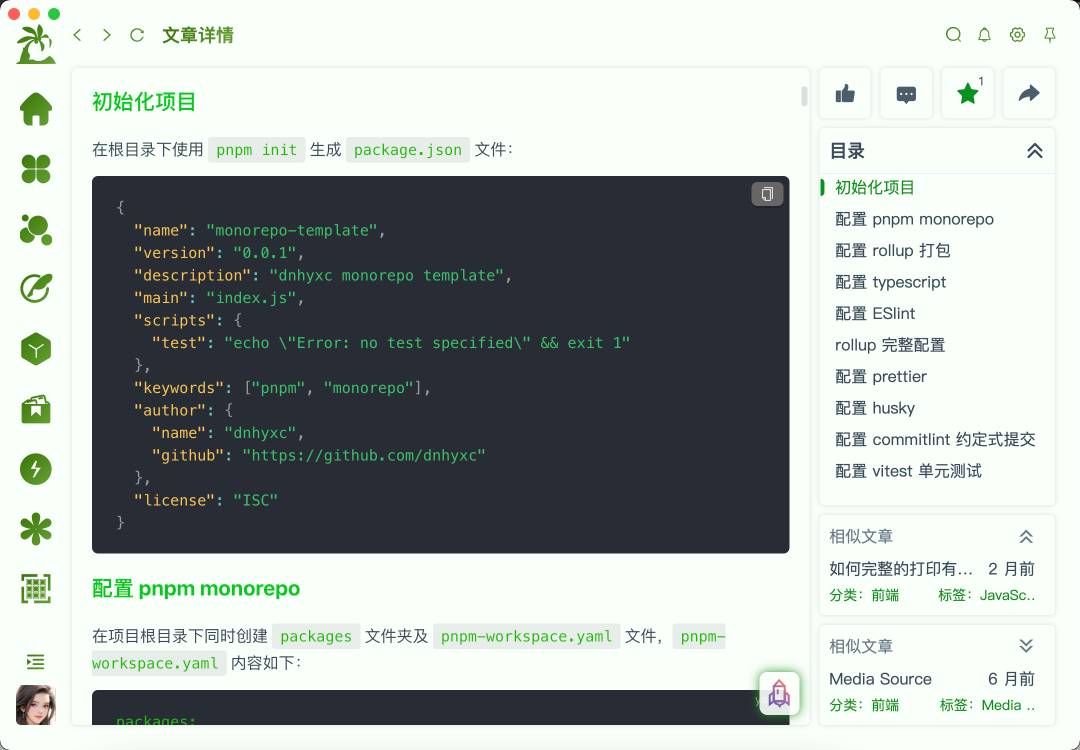 文章详情
初始化项目
在根目录下使用 pnpm init 生成 package.json 文件：
{
"name": "monorepo-template",
"version": "0.0.1",
"description": "dnhyxc monorepo template",
"main": "index.js",
"scripts": {
"test": "echo \"Error: no test specified\" && exit 1"
},
"keywords": ["pnpm", "monorepo"],
"author": {
"name": "dnhyxc",
"github": "https://github.com/dnhyxc"
},
"license": "ISC"
}
配置 pnpm monorepo
在项目根目录下同时创建 packages 文件夹及 pnpm-workspace.yaml 文件，pnpm-
workspace.yaml 内容如下：
packages:
1
目录
初始化项目
配置 pnpm monorepo
配置 rollup 打包
配置 typescript
配置 ESlint
rollup 完整配置
配置 prettier
配置 husky
配置 commitlint 约定式提交
配置 vitest 单元测试
相似文章
如何完整的打印有... 2 月前
分类：前端 标签：JavaSc..
相似文章
Media Source 6 月前
分类：前端 标签：Media ..